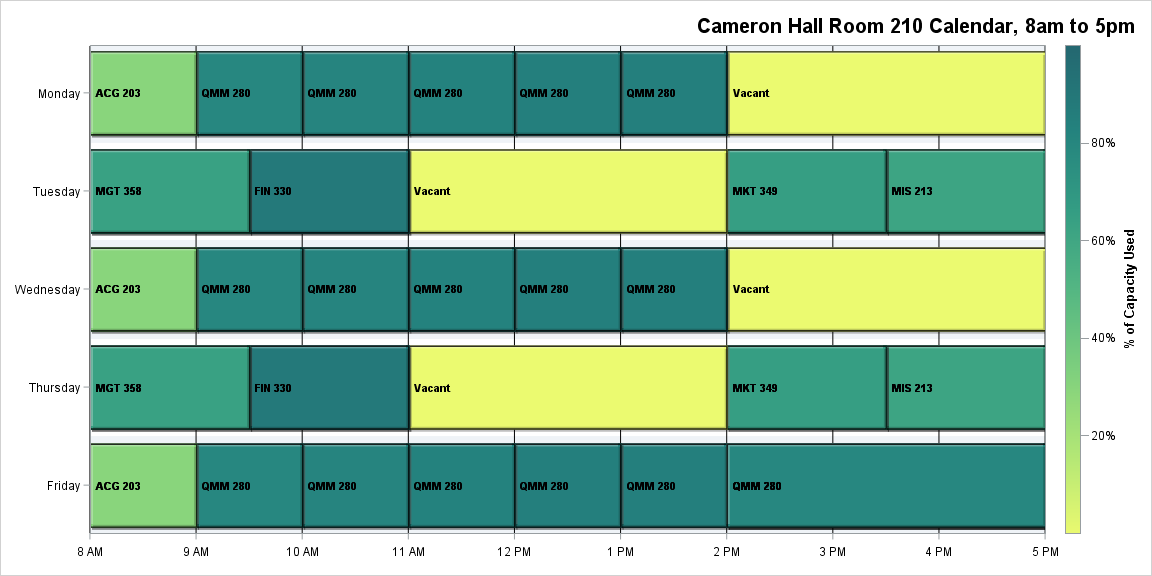 Cameron Hall Room 210 Calendar, 8am to 5pm
Monday
ACG 203 QMM 280 QMM 280 QMM 280 QMM 280 QMM 280 Vacant
Tuesday
MGT 358 FIN 330 Vacant MKT 349 MIS 213
Wednesday
ACG 203 QMM 280 QMM 280 QMM 280 QMM 280 QMM 280 Vacant
Thursday
MGT 358 FIN 330 Vacant MKT 349 MIS 213
Friday
ACG 203 QMM 280 QMM 280 QMM 280 QMM 280 QMM 280 QMM 280
8 AM 9 AM 10 AM 11 AM 12 PM 1 PM 2 PM 3 PM 4 PM 5 PM
80%
60%
40%
20%
% of Capacity Used